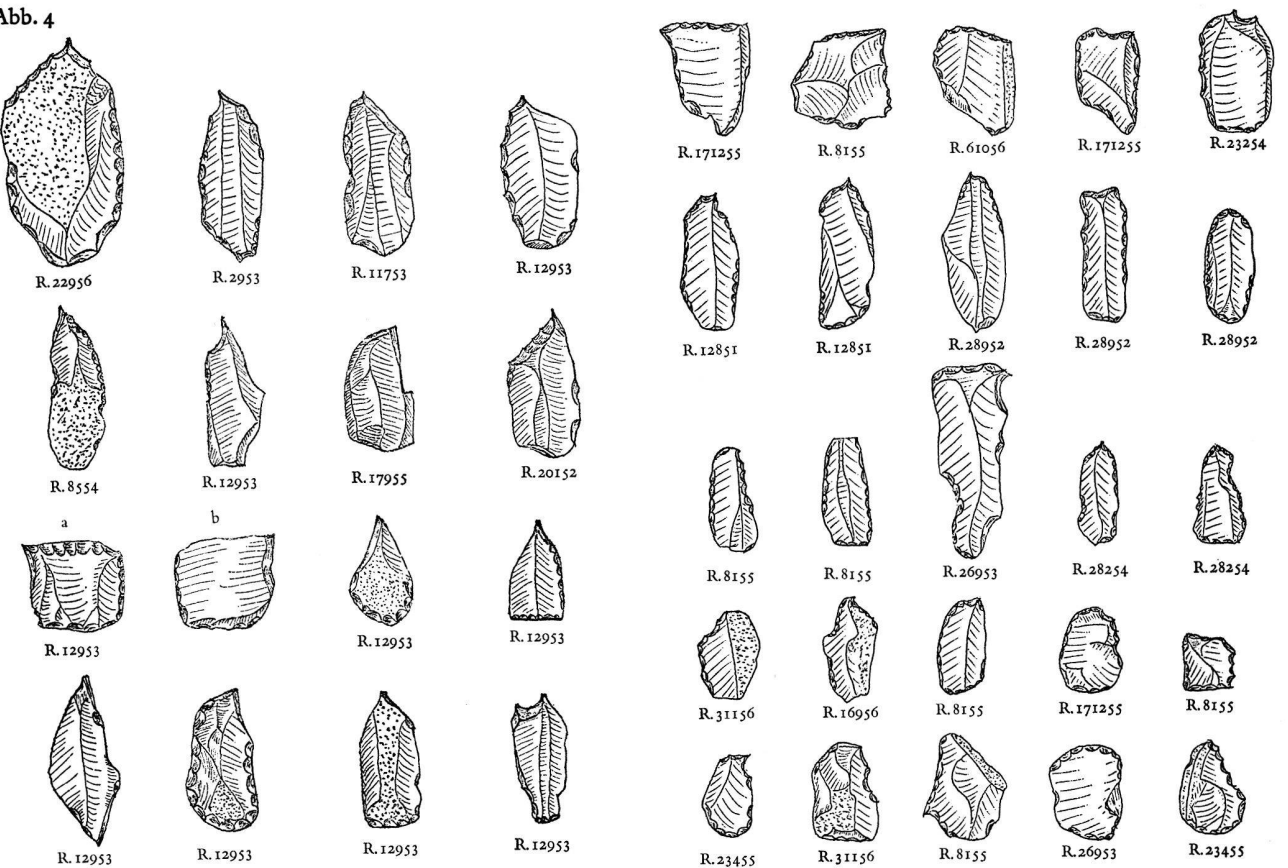 Abb. 4
R. 22956
R. 2953
R. 11753
R. 12953
R. 8554
R. 12953
R. 17955
R. 20152
a
b
R. 12953
R. 12953
R. 12953
R. 12953
R. 12953
R. 12953
R. 12953
R. 171255
R. 8155
R. 61056
R. 171255
R. 23254
R. 12851
R. 12851
R. 28952
R. 28952
R. 28952
R. 8155
R. 8155
R. 26953
R. 28254
R. 28254
R. 31156
R. 16956
R. 8155
R. 171255
R. 8155
R. 23455
R. 31156
R. 8155
R. 26953
R. 23455